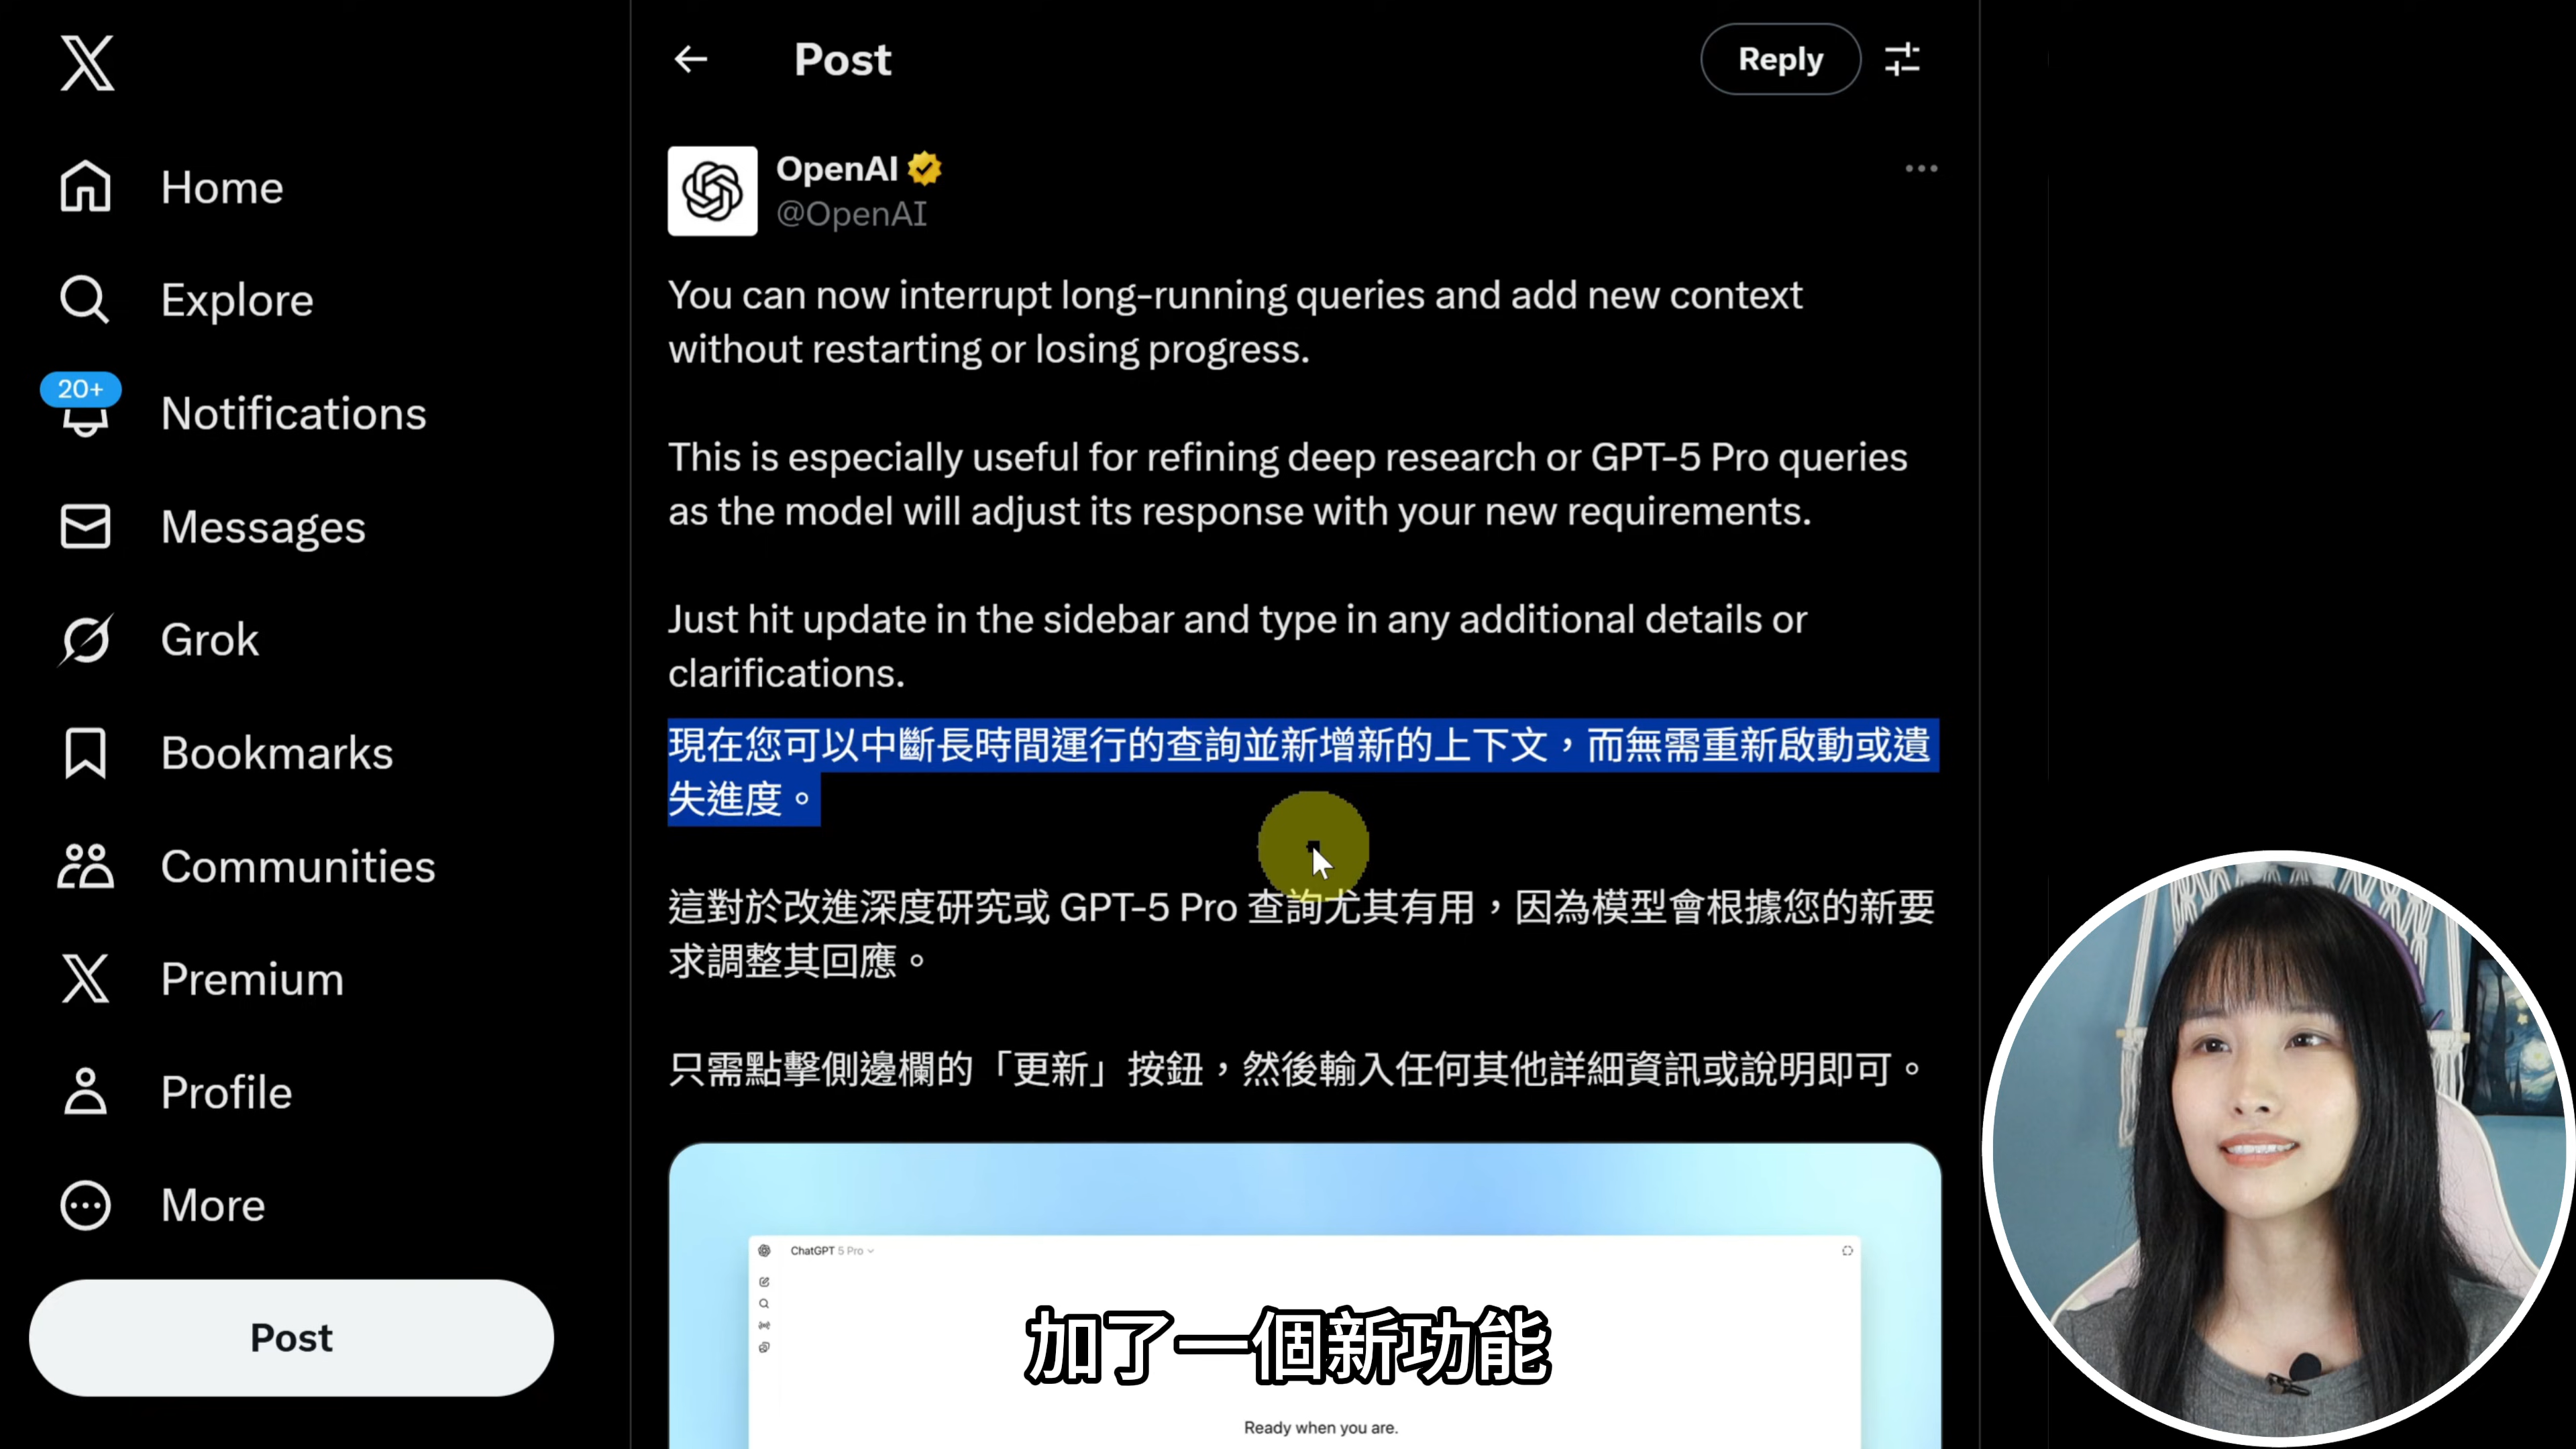 Home
Explore
20+
Notifications
Messages
Grok
Bookmarks
Communities
Premium
Profile
More
Post
Post
Reply
OpenAI
@OpenAI
You can now interrupt long-running queries and add new context
without restarting or losing progress.
This is especially useful for refining deep research or GPT-5 Pro queries
as the model will adjust its response with your new requirements.
Just hit update in the sidebar and type in any additional details or
clarifications.
現在您可以中斷長時間運行的查詢並新增新的上下文，而無需重新啟動或遺
失進度。
這對於改進深度研究或 GPT-5 Pro 查詢尤其有用，因為模型會根據您的新要
求調整其回應。
只需點擊側邊欄的「更新」按鈕，然後輸入任何其他詳細資訊或說明即可。
ChatGPT 5 Pro
加了一個新功能
Ready when you are.